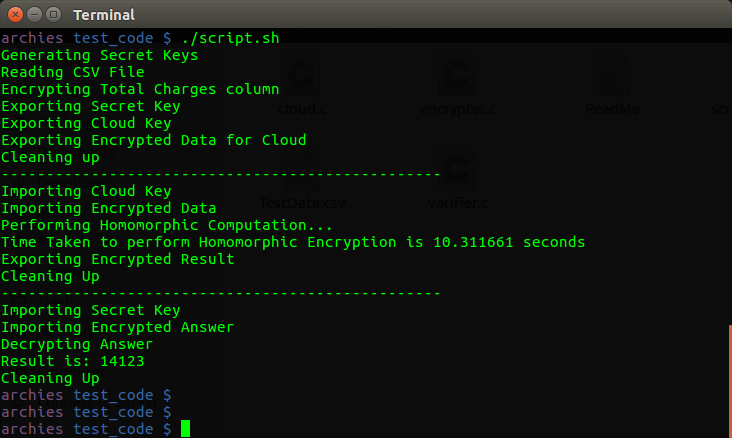 Terminal
archies test_code $ ./script.sh
Generating Secret Keys
Reading CSV File
Encrypting Total Charges column
Exporting Secret Key
Exporting Cloud Key
Exporting Encrypted Data for Cloud
Cleaning up
-------------------------------------------------
Importing Cloud Key
Importing Encrypted Data
Performing Homomorphic Computation...
Time Taken to perform Homomorphic Encryption is 10.311661 seconds
Exporting Encrypted Result
Cleaning Up
-------------------------------------------------
Importing Secret Key
Importing Encrypted Answer
Decrypting Answer
Result is: 14123
Cleaning Up
archies test_code $
archies test_code $
archies test_code $
cloud.c
encrypter.c
ReadMe
TestData.csv
verifier.c